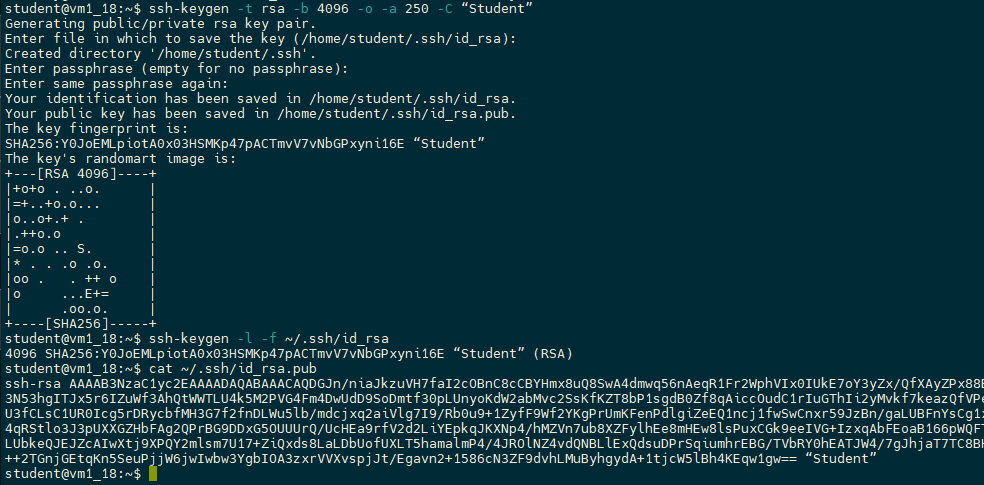 student@vm1_18:~$ ssh-keygen -t rsa -b 4096 -o -a 250 -C “Student”
Generating public/private rsa key pair.
Enter file in which to save the key (/home/student/.ssh/id_rsa):
Created directory '/home/student/.ssh'.
Enter passphrase (empty for no passphrase):
Enter same passphrase again:
Your identification has been saved in /home/student/.ssh/id_rsa.
Your public key has been saved in /home/student/.ssh/id_rsa.pub.
The key fingerprint is:
SHA256:Y0JoEMLpiotA0x03HSMKp47pACTmvV7vNbGPxyni16E “Student”
The key's randomart image is:
+---[RSA 4096]----+
|+o+o . ..o.      |
|=+..+o.o...      |
|o..o+.+ .        |
|.++o.o           |
|=o.o .. S.       |
|* . . .o .o.     |
|oo .   . ++ o    |
|o     ...E+=     |
|      .oo.o.     |
+----[SHA256]-----+
student@vm1_18:~$ ssh-keygen -l -f ~/.ssh/id_rsa
4096 SHA256:Y0JoEMLpiotA0x03HSMKp47pACTmvV7vNbGPxyni16E “Student” (RSA)
student@vm1_18:~$ cat ~/.ssh/id_rsa.pub
ssh-rsa AAAAB3NzaC1yc2EAAAADAQABAAACAQDGJn/niaJkzuVH7faI2cOBnC8cCBYHmx8uQ8SwA4dmwq56nAeqR1Fr2WphVIx0IUkE7oY3yZx/QfXAyZPx88E
3N53hgITJx5r6IZuWf3AhQtWWTLU4k5M2PVG4Fm4DwUdD9SoDmtf30pLUnyoKdW2abMvc2SsKfKZT8bP1sgdB0Zf8qAiccOudC1rIuGThIi2yMvkf7keazQfVPe
U3fCLsC1UR0Icg5rDRycbfMH3G7f2fnDLWu5lb/mdcjxq2aiVlg7I9/Rb0u9+1ZyfF9Wf2YKgPrUmKFenPdlgiZeEQ1ncj1fwSwCnxr59JzBn/gaLUBFnYsCg1x
4qRStlo3J3pUXXGZHbFAg2QPrBG9DDxG5OUUUrQ/UcHEa9rfV2d2LiYEpkqJKXNp4/hMZVn7ub8XZFylhEe8mHEw8lsPuxCGk9eeIVG+IzxqAbFEoaB166pWQFT
LUbkeQJEJZcAIwXtj9XPQY2mlsm7U17+ZiQxds8LaLDbUofUXLT5hamalmP4/4JROlNZ4vdQNBLlExQdsuDPrSqiumhrEBG/TVbRY0hEATJW4/7gJhjaT7TC8BH
++2TGnjGEtqKn5SeuPjjW6jwIwbw3YgbIOA3zxrVVXvspjJt/Egavn2+1586cN3ZF9dvhLMuByhgydA+1tjcW5lBh4KEqw1gw== “Student”
student@vm1_18:~$